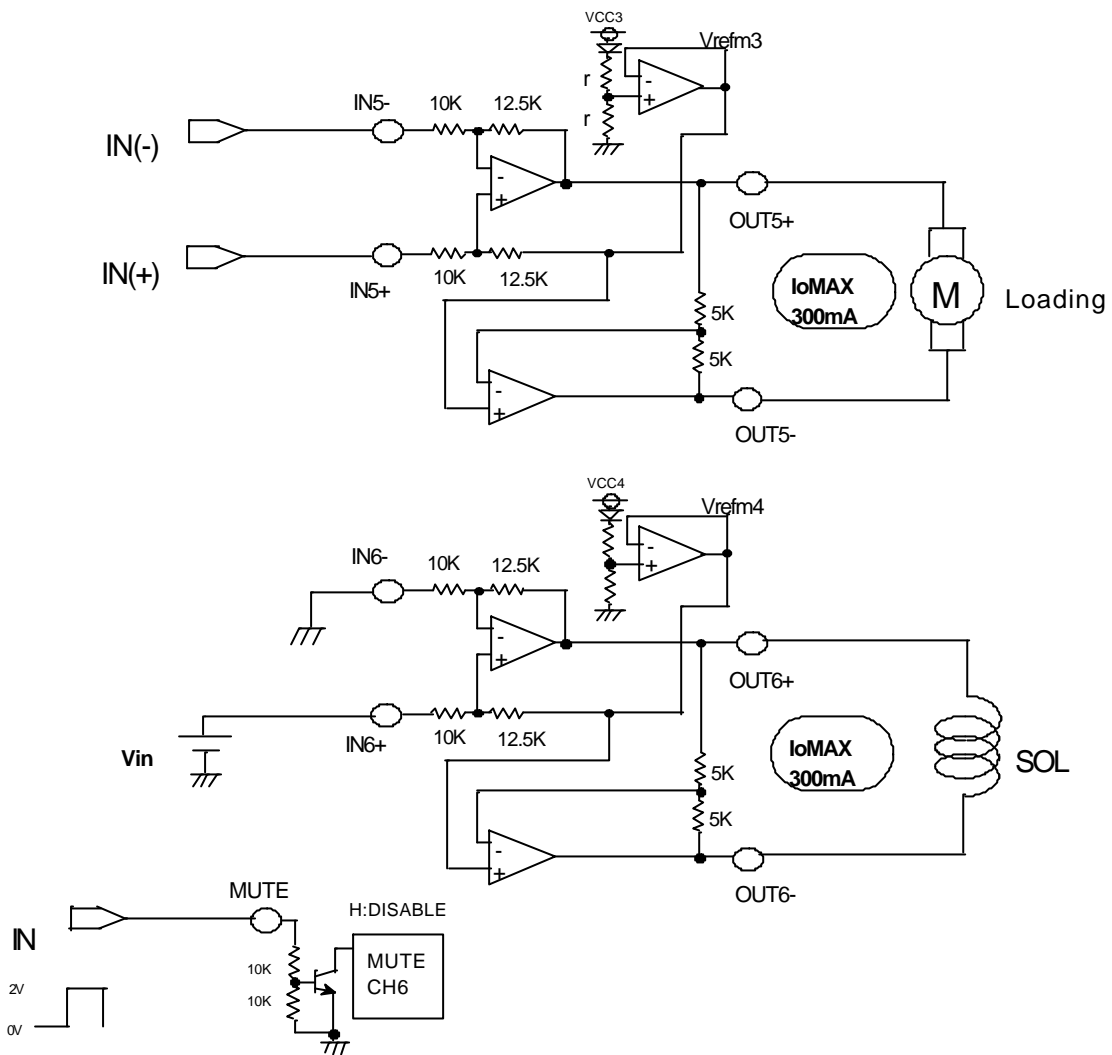 VCC3
Vrefm3
r
r
-
+
IN5-
10K
12.5K
IN(-)
-
+
OUT5+
IN(+)
10K
12.5K
IN5+
IoMAX
300mA
M
Loading
5K
5K
-
+
OUT5-
VCC4
Vrefm4
-
+
IN6-
10K
12.5K
-
+
OUT6+
IN6+
10K
12.5K
Vin
IoMAX
300mA
SOL
5K
5K
-
+
OUT6-
MUTE
H:DISABLE
IN
10K
10K
MUTE
CH6
2V
0V